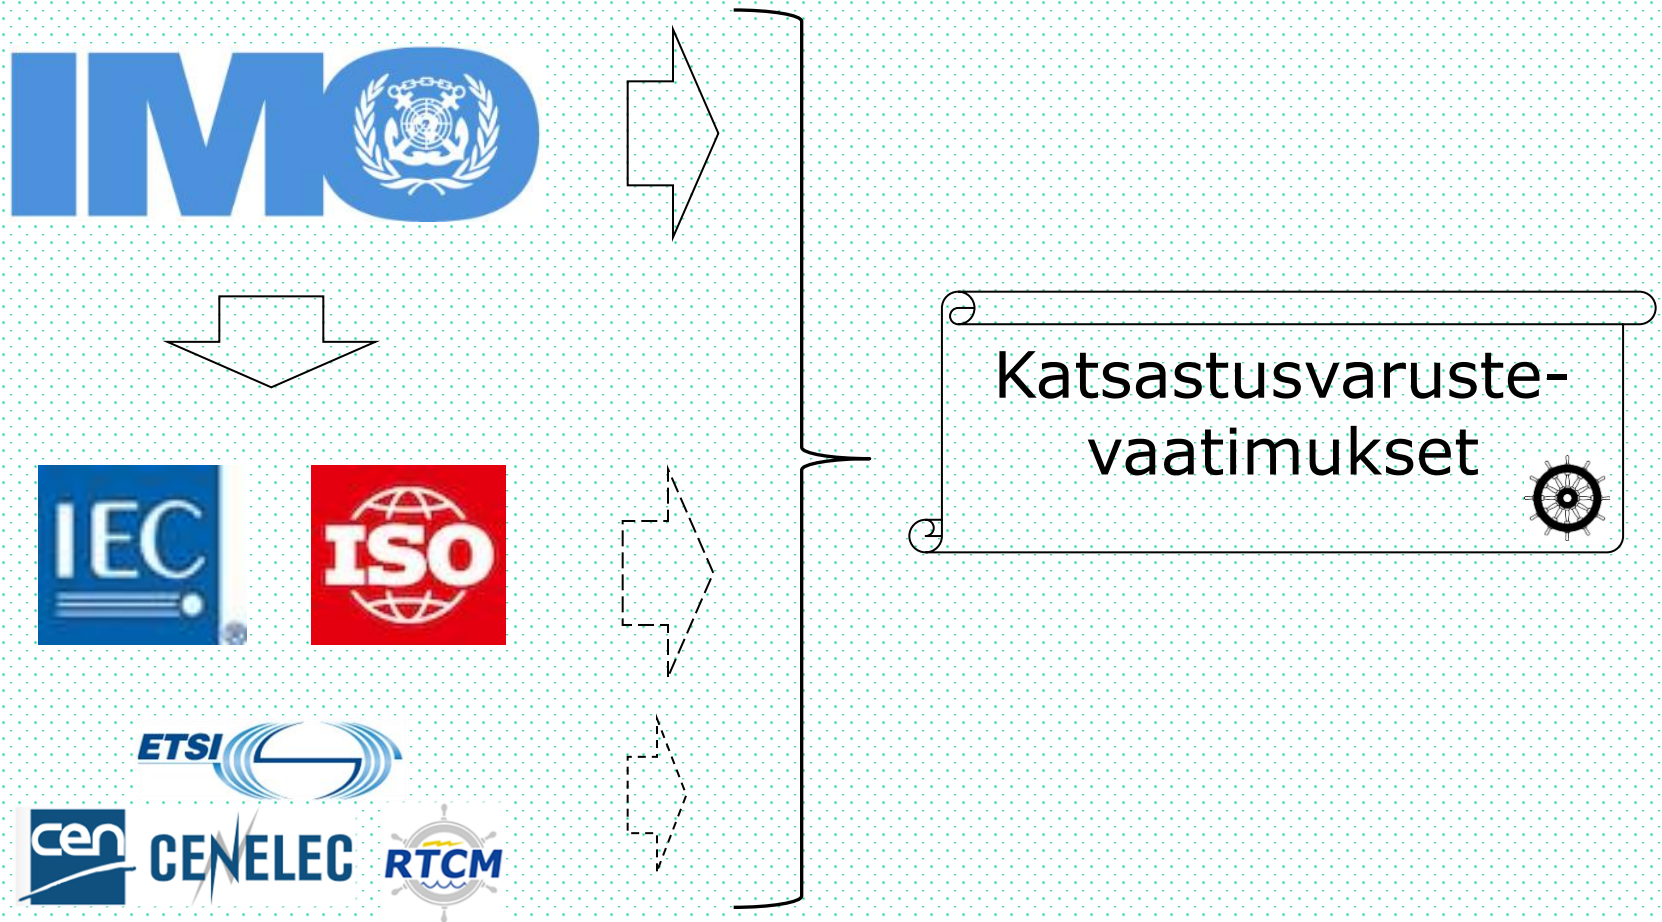 IMO
Katsastusvaruste-
vaatimukset
IEC
ISO
ETSI
cen
CENELEC
RTCM